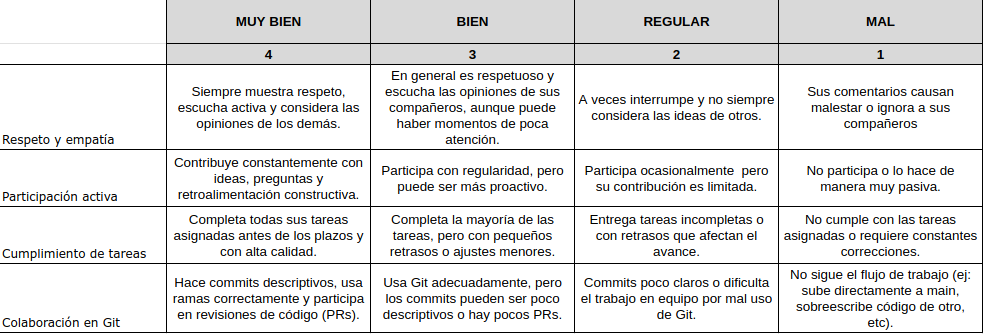 MUY BIEN
BIEN
REGULAR
MAL
4
3
2
1
Respeto y empatía
Siempre muestra respeto,
escucha activa y considera las
opiniones de los demás.
En general es respetuoso y
escucha las opiniones de sus
compañeros, aunque puede
haber momentos de poca
atención.
A veces interrumpe y no siempre
considera las ideas de otros.
Sus comentarios causan
malestar o ignora a sus
compañeros
Participación activa
Contribuye constantemente con
ideas, preguntas y
retroalimentación constructiva.
Participa con regularidad, pero
puede ser más proactivo.
Participa ocasionalmente  pero
su contribución es limitada.
No participa o lo hace de
manera muy pasiva.
Cumplimiento de tareas
Completa todas sus tareas
asignadas antes de los plazos y
con alta calidad.
Completa la mayoría de las
tareas, pero con pequeños
retrasos o ajustes menores.
Entrega tareas incompletas o
con retrasos que afectan el
avance.
No cumple con las tareas
asignadas o requiere constantes
correcciones.
Colaboración en Git
Hace commits descriptivos, usa
ramas correctamente y participa
en revisiones de código (PRs).
Usa Git adecuadamente, pero
los commits pueden ser poco
descriptivos o hay pocos PRs.
Commits poco claros o dificulta
el trabajo en equipo por mal uso
de Git.
No sigue el flujo de trabajo (ej:
sube directamente a main,
sobreescribe código de otro,
etc).